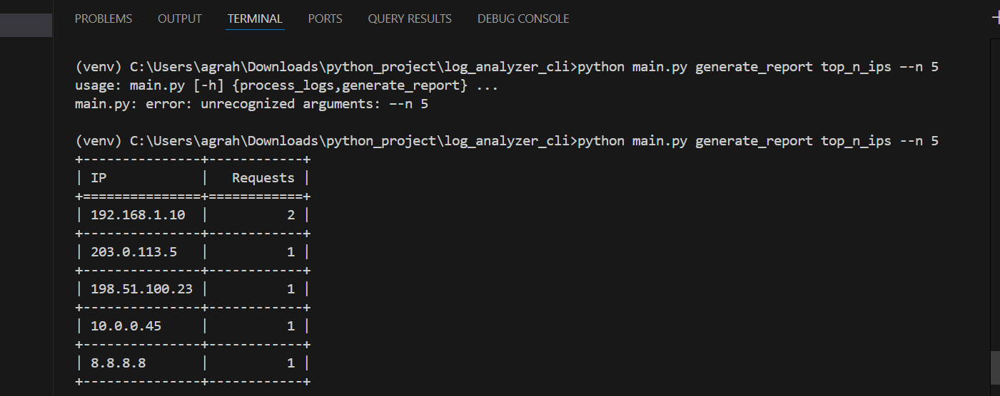 PROBLEMS OUTPUT TERMINAL PORTS QUERY RESULTS DEBUG CONSOLE
(venv) C:\Users\agrah\Downloads\python_project\log_analyzer_cli>python main.py generate_report top_n_ips –-n 5
usage: main.py [-h] {process_logs,generate_report} ...
main.py: error: unrecognized arguments: –-n 5
(venv) C:\Users\agrah\Downloads\python_project\log_analyzer_cli>python main.py generate_report top_n_ips --n 5
+---------------+------------+
| IP            |   Requests |
+===============+============+
| 192.168.1.10  |          2 |
+---------------+------------+
| 203.0.113.5   |          1 |
+---------------+------------+
| 198.51.100.23 |          1 |
+---------------+------------+
| 10.0.0.45     |          1 |
+---------------+------------+
| 8.8.8.8       |          1 |
+---------------+------------+